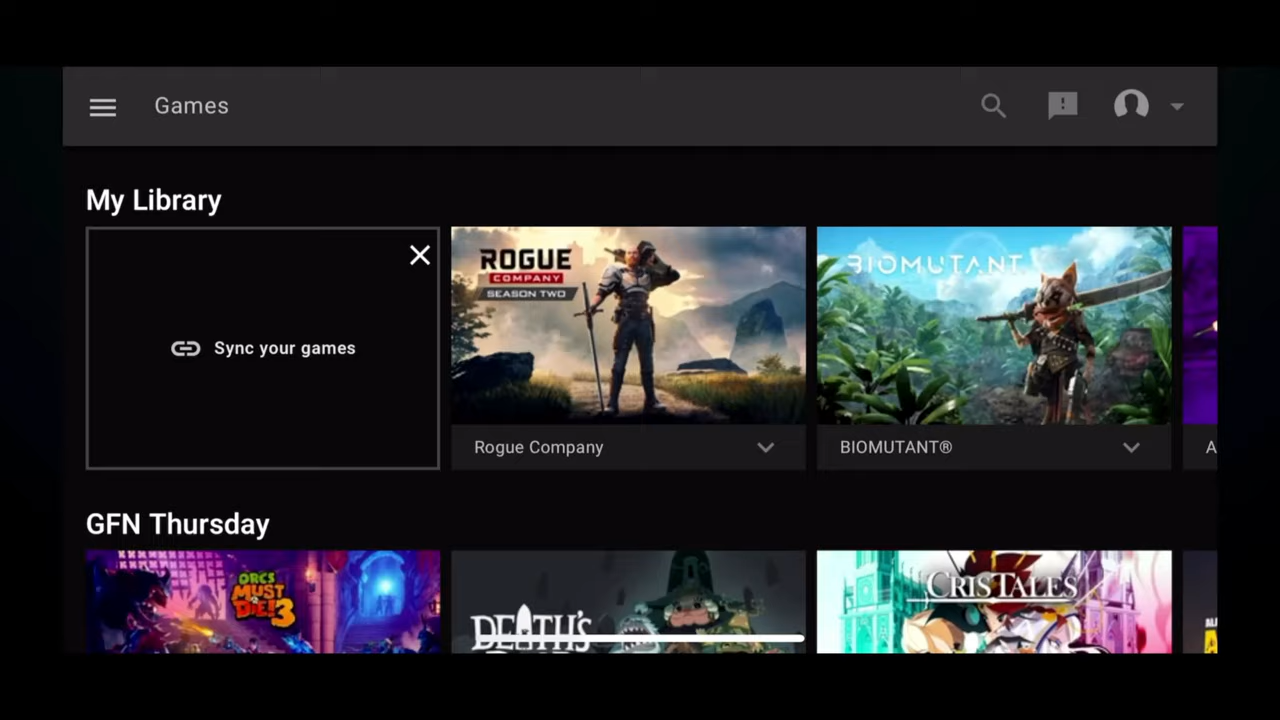 Games
My Library
Sync your games
ROGUE
COMPANY
SEASON TWO
BIOMUTANT
Rogue Company
BIOMUTANT®
A
GFN Thursday
ORCS
MUST
DIE! 3
DEATH'S
CRISTALES